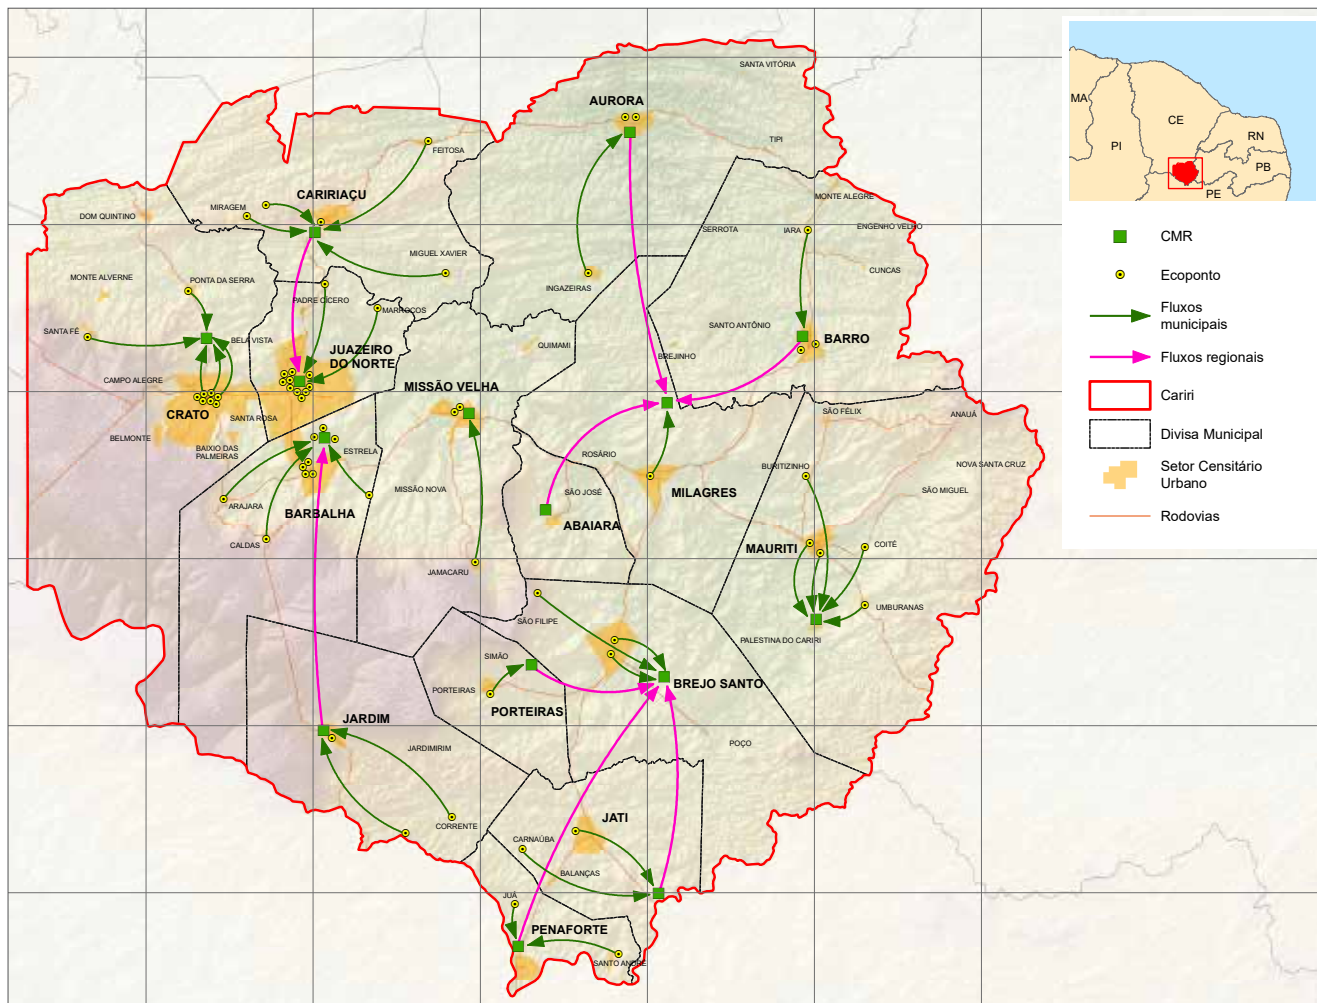 SANTA VITÓRIA
AURORA
TIPI
FEITOSA
CARIRIAÇU
MIRAGEM
DOM QUINTINO
MONTE ALEGRE
SERROTA
IARA
ENGENHO VELHO
MIGUEL XAVIER
CUNCAS
MONTE ALVERNE
PONTA DA SERRA
INGAZEIRAS
PADRE CÍCERO
MARROCOS
SANTA FÉ
BELA VISTA
SANTO ANTÔNIO
BARRO
QUIMAMI
BREJINHO
JUAZEIRO
DO NORTE
CAMPO ALEGRE
MISSÃO VELHA
CRATO
SANTA ROSA
SÃO FÉLIX
ANAUÁ
BELMONTE
BAIXIO DAS
PALMEIRAS
ESTRELA
ROSÁRIO
BURITIZINHO
NOVA SANTA CRUZ
MISSÃO NOVA
SÃO JOSÉ
MILAGRES
SÃO MIGUEL
ARAJARA
BARBALHA
ABAIARA
CALDAS
MAURITI
COITÉ
JAMACARU
UMBURANAS
SÃO FILIPE
PALESTINA DO CARIRI
SIMÃO
PORTEIRAS
BREJO SANTO
PORTEIRAS
JARDIM
JARDIMIRIM
POÇO
CORRENTE
JATI
CARNAÚBA
BALANÇAS
JUÁ
PENAFORTE
SANTO ANDRÉ
MA
CE
PI
RN
PB
PE
CMR
Ecoponto
Fluxos
municipais
Fluxos regionais
Cariri
Divisa Municipal
Setor Censitário
Urbano
Rodovias